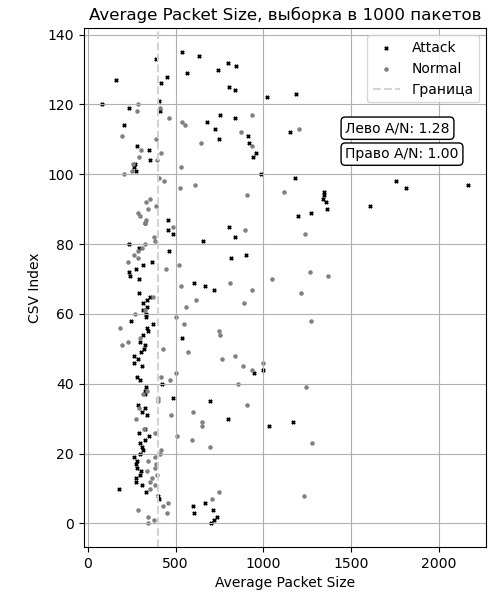 Average Packet Size, выборка в 1000 пакетов
Attack
Normal
Граница
Лево A/N: 1.28
Право A/N: 1.00
140
120
100
80
60
40
20
0
CSV Index
0 500 1000 1500 2000
Average Packet Size